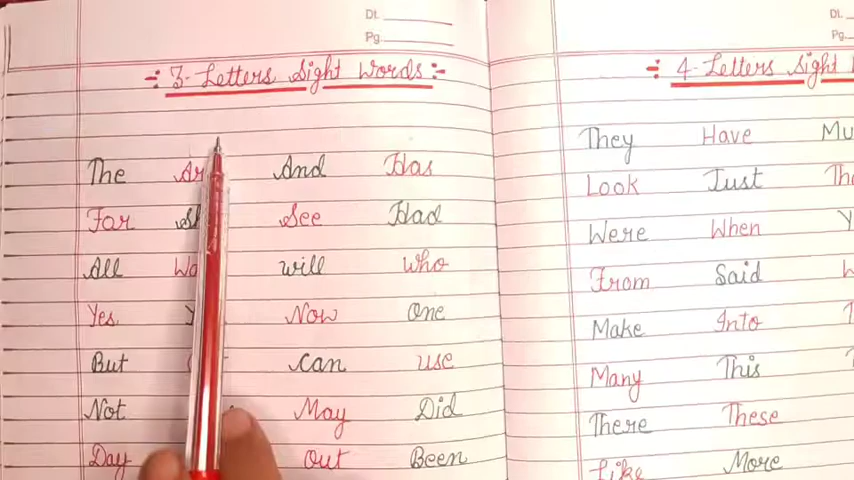 Dt.
Pg.
÷ 3-Letters Sight Words ÷
The And Has
For See Had
All will who
Yes Now One
But can use
Not May Did
Day Out Been
Dt.
Pg.
÷ 4-Letters Sight
They Have
Look Just
Were When
From Said
Make Into
Many This
There These
Like More